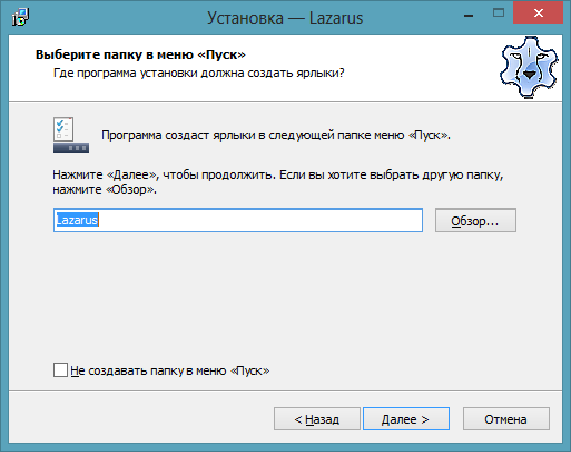 Установка — Lazarus
Выберите папку в меню «Пуск»
Где программа установки должна создать ярлыки?
Программа создаст ярлыки в следующей папке меню «Пуск».
Нажмите «Далее», чтобы продолжить. Если вы хотите выбрать другую папку,
нажмите «Обзор».
Lazarus
Обзор...
Не создавать папку в меню «Пуск»
< Назад
Далее >
Отмена